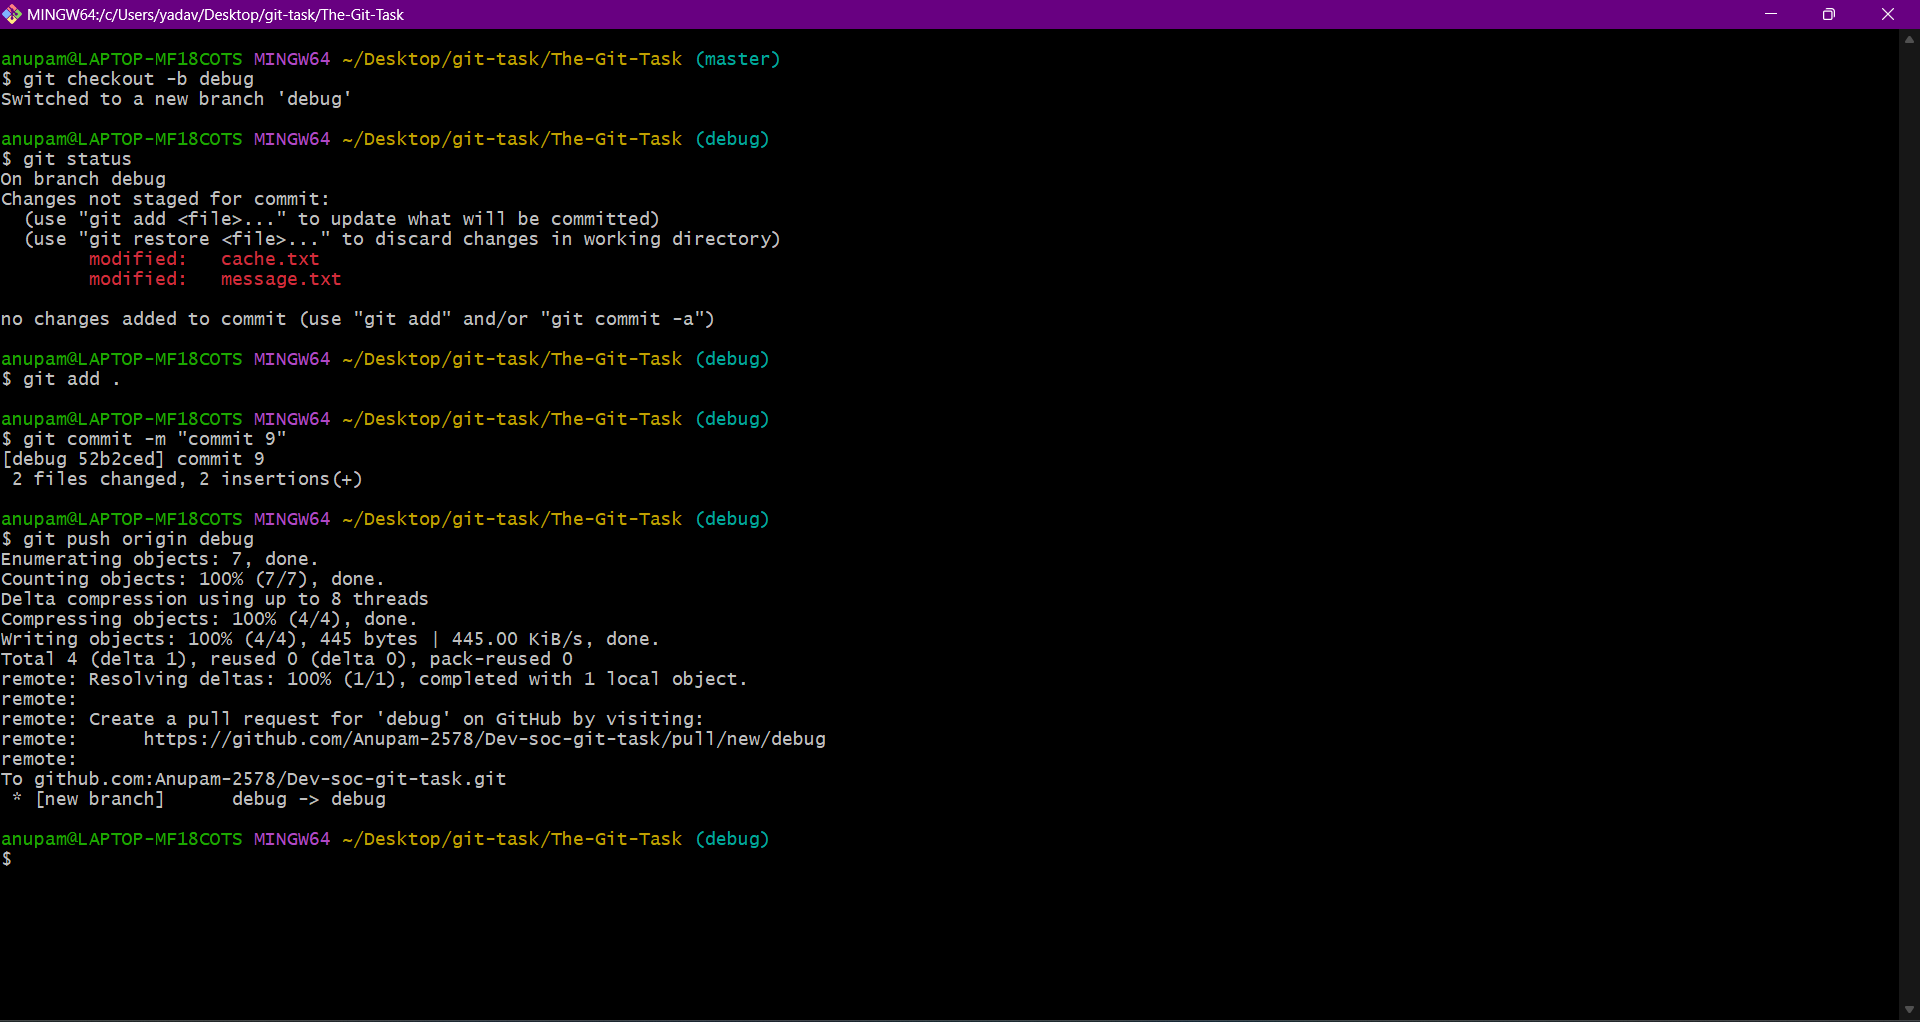 MINGW64:/c/Users/yadav/Desktop/git-task/The-Git-Task
anupam@LAPTOP-MF18COTS MINGW64 ~/Desktop/git-task/The-Git-Task (master)
$ git checkout -b debug
Switched to a new branch 'debug'
anupam@LAPTOP-MF18COTS MINGW64 ~/Desktop/git-task/The-Git-Task (debug)
$ git status
On branch debug
Changes not staged for commit:
  (use "git add <file>..." to update what will be committed)
  (use "git restore <file>..." to discard changes in working directory)
        modified:   cache.txt
        modified:   message.txt
no changes added to commit (use "git add" and/or "git commit -a")
anupam@LAPTOP-MF18COTS MINGW64 ~/Desktop/git-task/The-Git-Task (debug)
$ git add .
anupam@LAPTOP-MF18COTS MINGW64 ~/Desktop/git-task/The-Git-Task (debug)
$ git commit -m "commit 9"
[debug 52b2ced] commit 9
 2 files changed, 2 insertions(+)
anupam@LAPTOP-MF18COTS MINGW64 ~/Desktop/git-task/The-Git-Task (debug)
$ git push origin debug
Enumerating objects: 7, done.
Counting objects: 100% (7/7), done.
Delta compression using up to 8 threads
Compressing objects: 100% (4/4), done.
Writing objects: 100% (4/4), 445 bytes | 445.00 KiB/s, done.
Total 4 (delta 1), reused 0 (delta 0), pack-reused 0
remote: Resolving deltas: 100% (1/1), completed with 1 local object.
remote:
remote: Create a pull request for 'debug' on GitHub by visiting:
remote:      https://github.com/Anupam-2578/Dev-soc-git-task/pull/new/debug
remote:
To github.com:Anupam-2578/Dev-soc-git-task.git
 * [new branch]      debug -> debug
anupam@LAPTOP-MF18COTS MINGW64 ~/Desktop/git-task/The-Git-Task (debug)
$